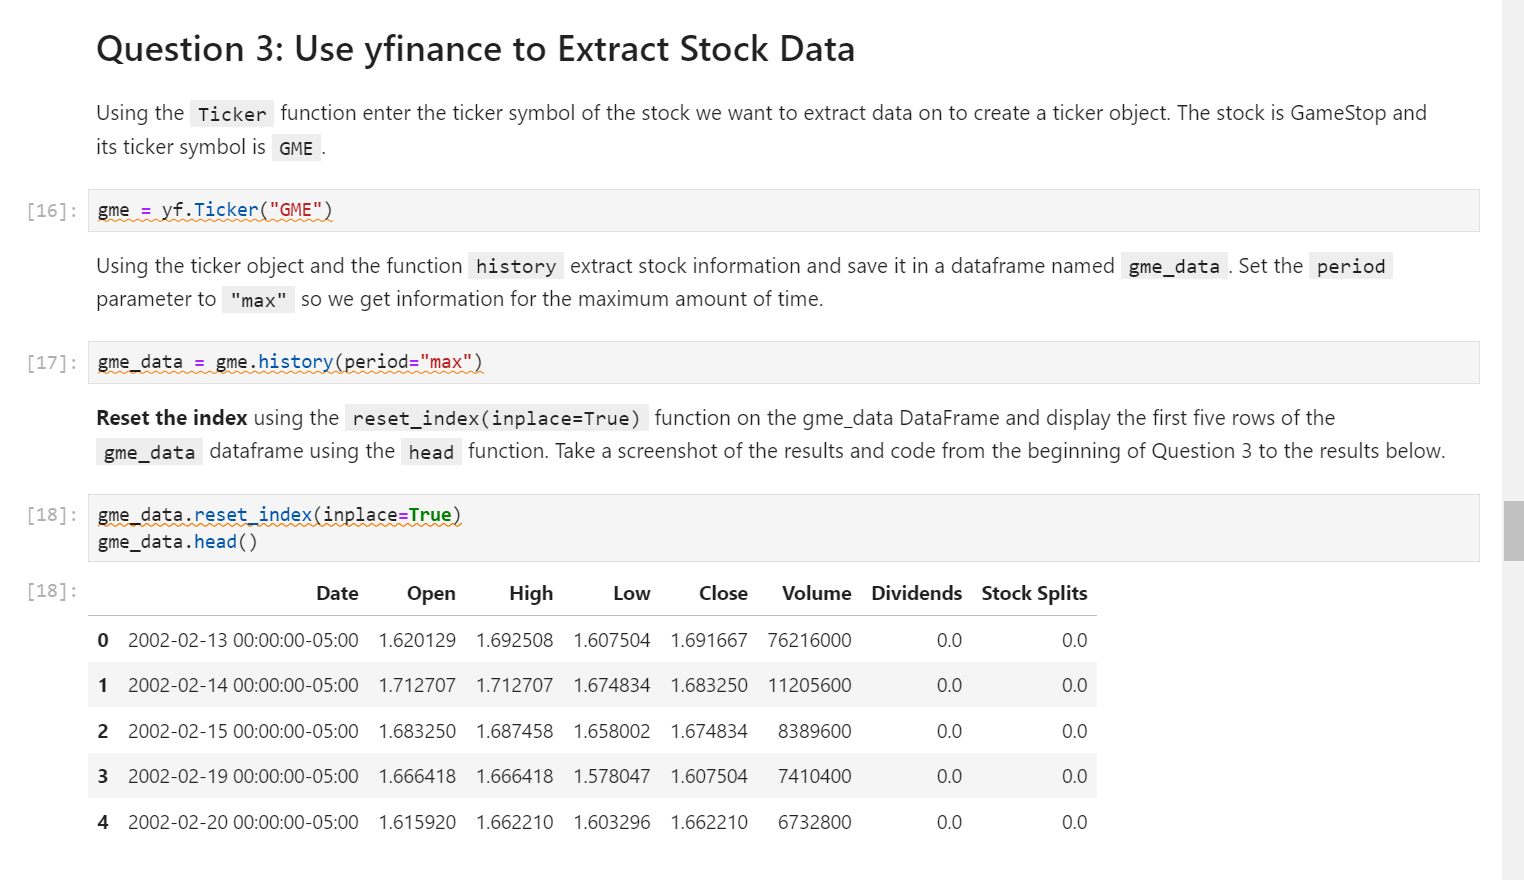 Question 3: Use yfinance to Extract Stock Data
Using the Ticker function enter the ticker symbol of the stock we want to extract data on to create a ticker object. The stock is GameStop and
its ticker symbol is GME .
[16]: gme = yf.Ticker("GME")
Using the ticker object and the function history extract stock information and save it in a dataframe named gme_data . Set the period
parameter to "max" so we get information for the maximum amount of time.
[17]: gme_data = gme.history(period="max")
Reset the index using the reset_index(inplace=True) function on the gme_data DataFrame and display the first five rows of the
gme_data dataframe using the head function. Take a screenshot of the results and code from the beginning of Question 3 to the results below.
[18]: gme_data.reset_index(inplace=True)
gme_data.head()
[18]: Date Open High Low Close Volume Dividends Stock Splits
0 2002-02-13 00:00:00-05:00 1.620129 1.692508 1.607504 1.691667 76216000 0.0 0.0
1 2002-02-14 00:00:00-05:00 1.712707 1.712707 1.674834 1.683250 11205600 0.0 0.0
2 2002-02-15 00:00:00-05:00 1.683250 1.687458 1.658002 1.674834 8389600 0.0 0.0
3 2002-02-19 00:00:00-05:00 1.666418 1.666418 1.578047 1.607504 7410400 0.0 0.0
4 2002-02-20 00:00:00-05:00 1.615920 1.662210 1.603296 1.662210 6732800 0.0 0.0